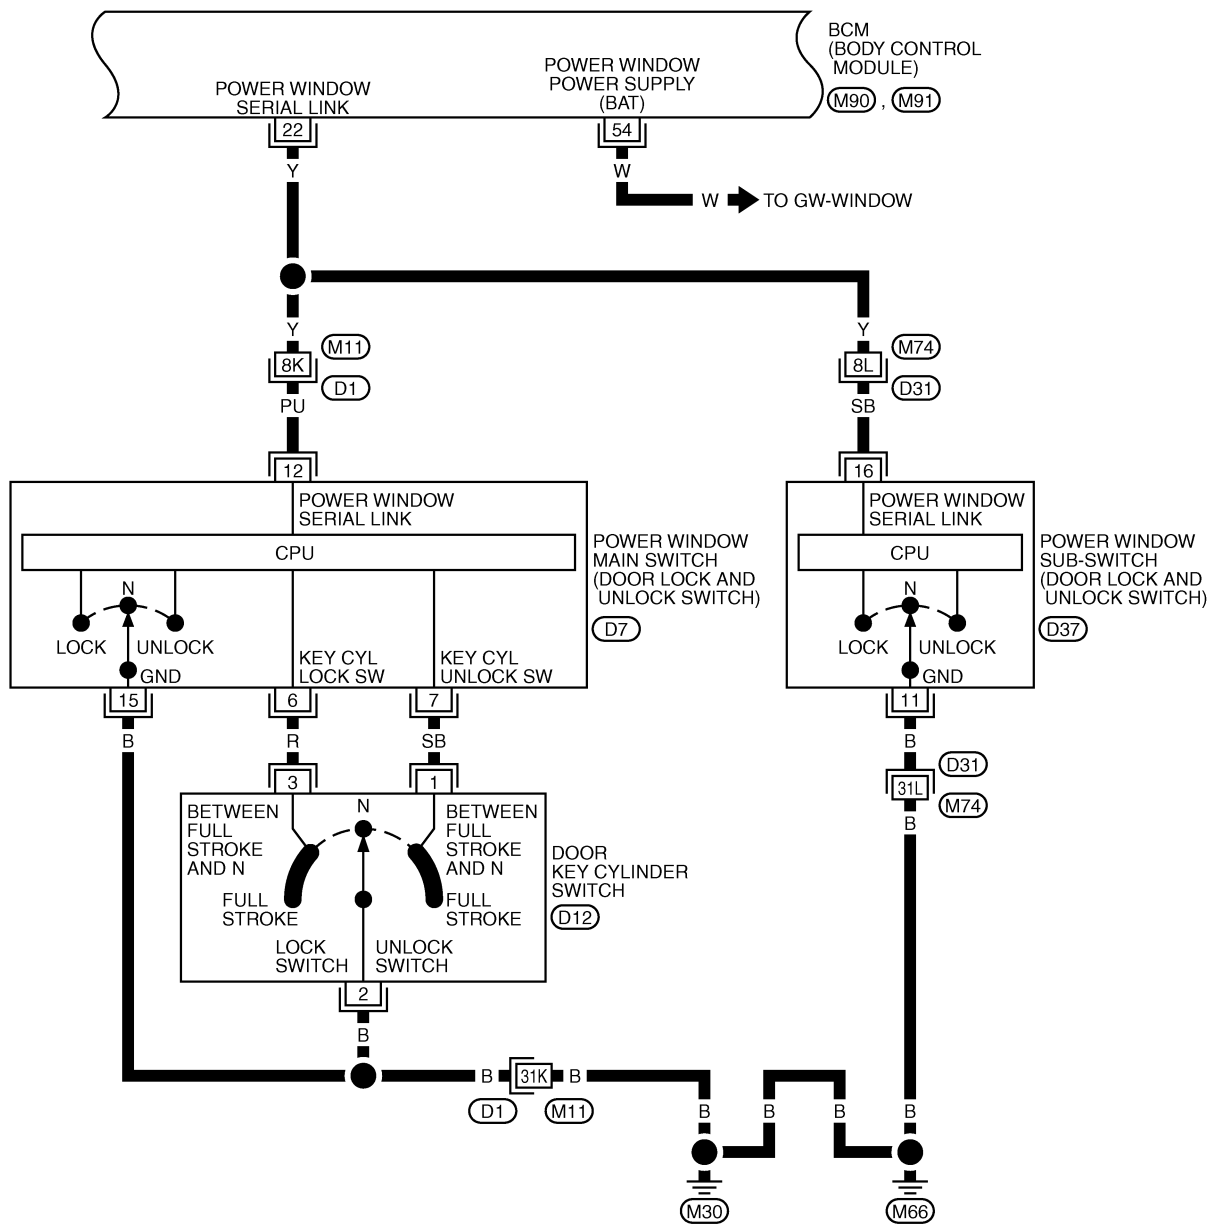 BCM
(BODY CONTROL
MODULE)
M90 , M91
POWER WINDOW
SERIAL LINK
POWER WINDOW
POWER SUPPLY
(BAT)
22
54
Y
W
W
TO GW-WINDOW
Y
M11
8K
D1
PU
Y
M74
8L
D31
SB
12
POWER WINDOW
SERIAL LINK
CPU
N
LOCK
UNLOCK
GND
KEY CYL
LOCK SW
KEY CYL
UNLOCK SW
POWER WINDOW
MAIN SWITCH
(DOOR LOCK AND
UNLOCK SWITCH)
D7
16
POWER WINDOW
SERIAL LINK
CPU
N
LOCK
UNLOCK
GND
POWER WINDOW
SUB-SWITCH
(DOOR LOCK AND
UNLOCK SWITCH)
D37
15
6
7
11
B
R
SB
B
3
1
D31
31L
M74
B
BETWEEN
FULL
STROKE
AND N
N
BETWEEN
FULL
STROKE
AND N
FULL
STROKE
FULL
STROKE
LOCK
SWITCH
UNLOCK
SWITCH
DOOR
KEY CYLINDER
SWITCH
D12
2
B
B
31K
B
D1
M11
B
B
B
B
M30
M66